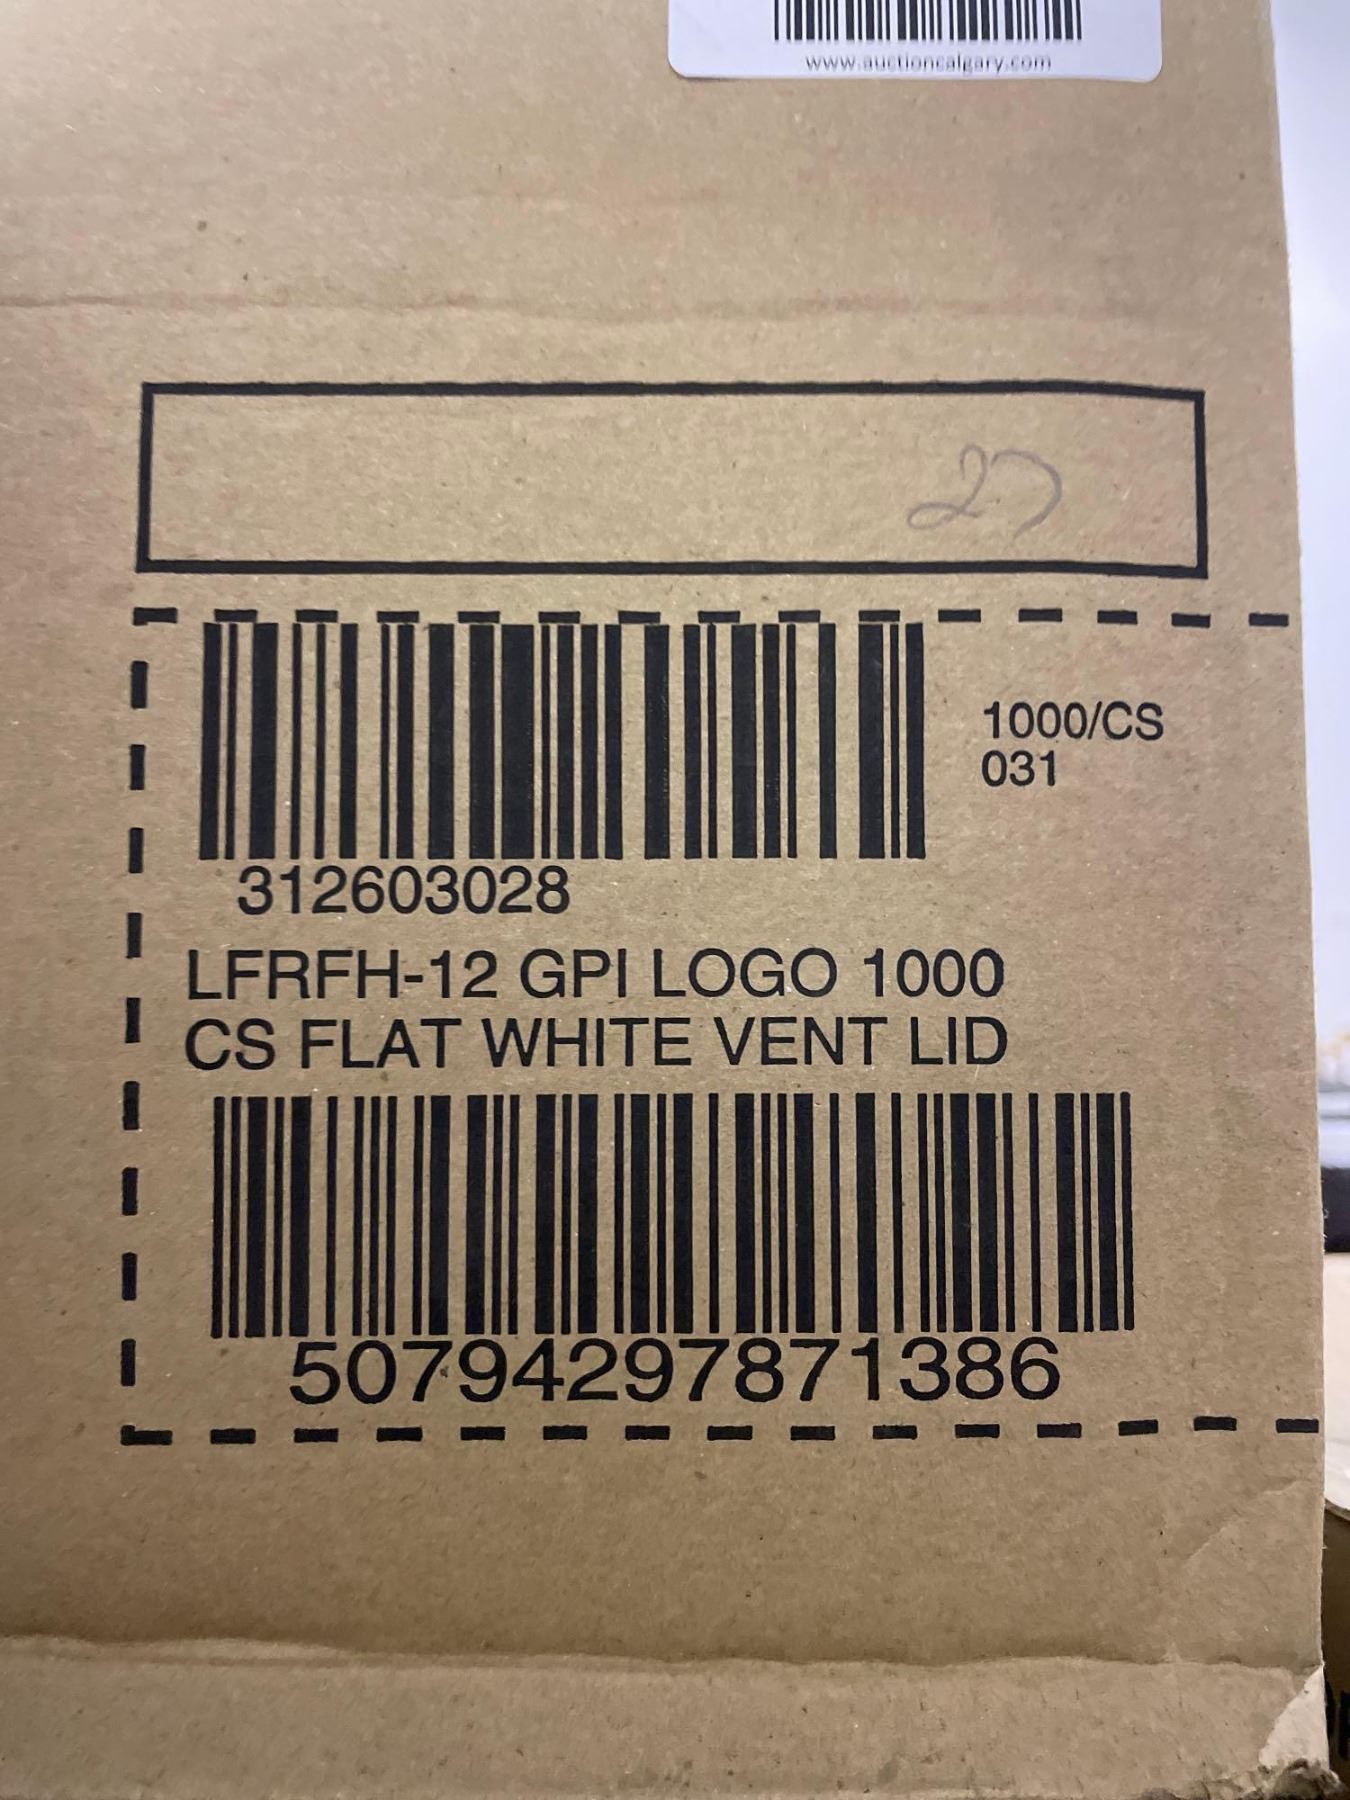 www.auctioncalgary.com
27
1000/CS
031
312603028
LFRFH-12 GPI LOGO 1000
CS FLAT WHITE VENT LID
50794297871386